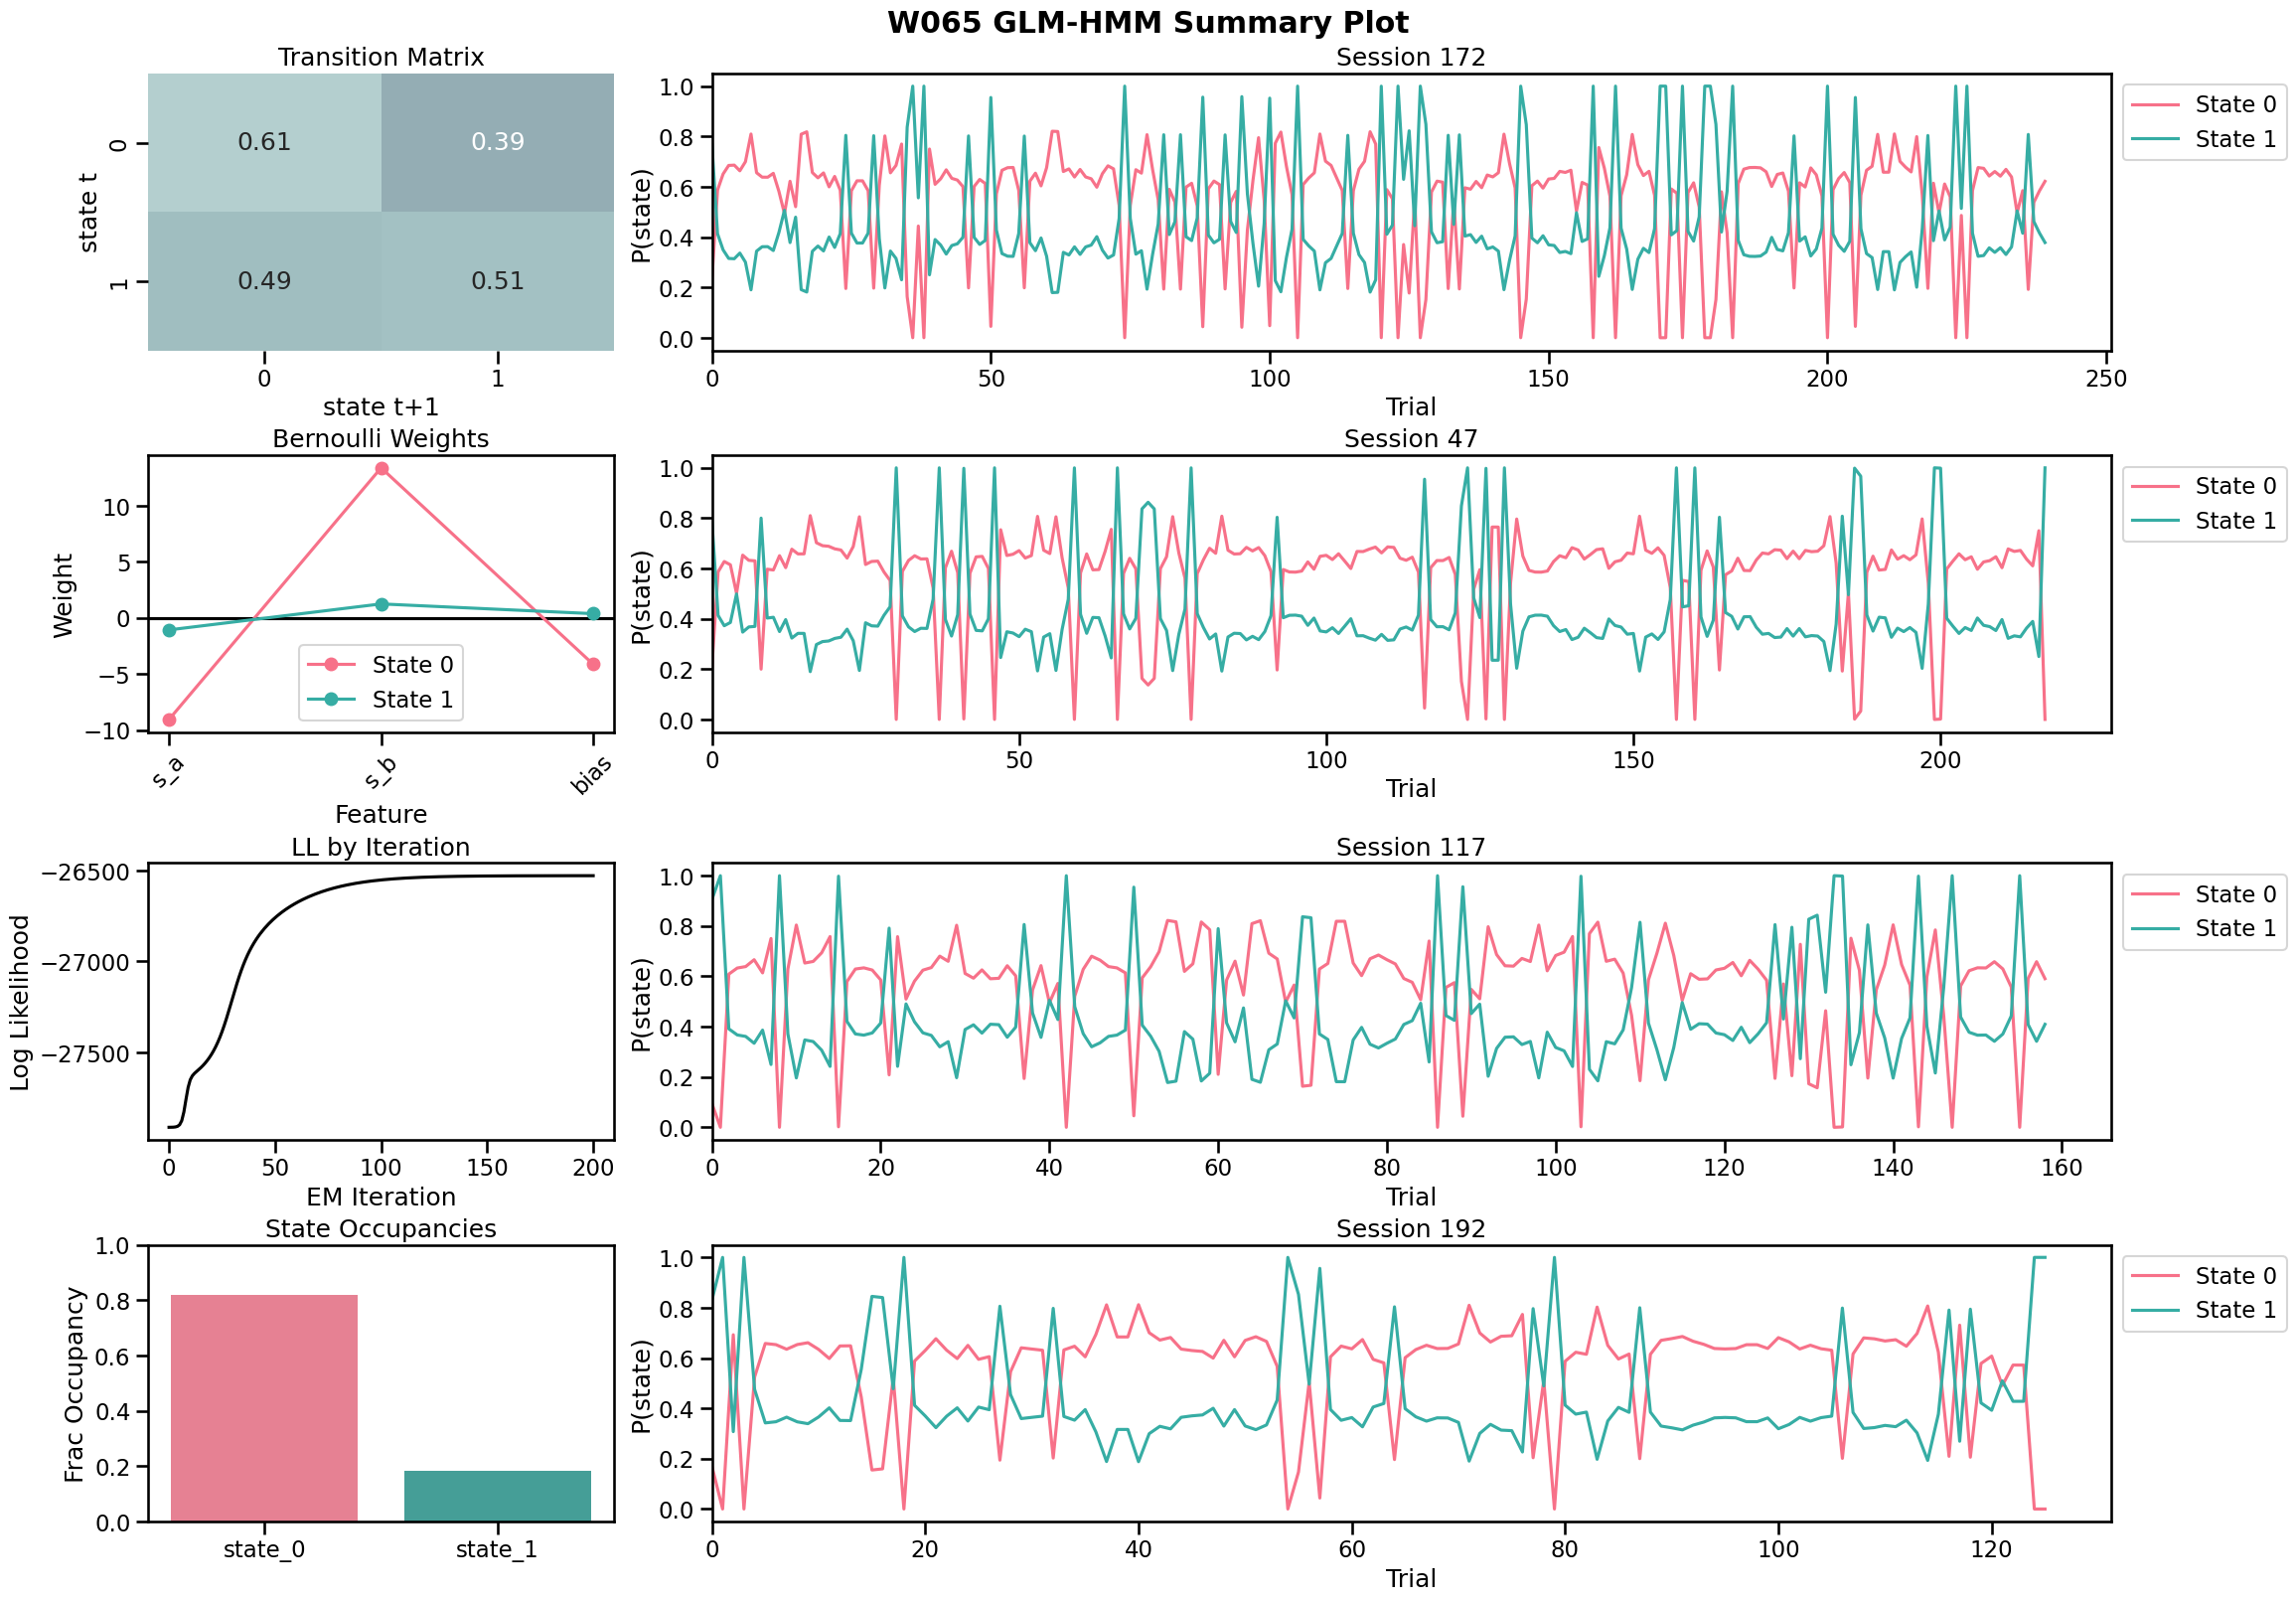 W065 GLM-HMM Summary Plot
Transition Matrix
0.61 0.39
0.49 0.51
0
1
state t
0 1
state t+1
Session 172
1.0
0.8
0.6
0.4
0.2
0.0
P(state)
0 50 100 150 200 250
Trial
State 0
State 1
Bernoulli Weights
10
5
0
−5
−10
Weight
State 0
State 1
s_a s_b bias
Feature
Session 47
1.0
0.8
0.6
0.4
0.2
0.0
P(state)
0 50 100 150 200
Trial
State 0
State 1
LL by Iteration
−26500
−27000
−27500
Log Likelihood
0 50 100 150 200
EM Iteration
Session 117
1.0
0.8
0.6
0.4
0.2
0.0
P(state)
0 20 40 60 80 100 120 140 160
Trial
State 0
State 1
State Occupancies
1.0
0.8
0.6
0.4
0.2
0.0
Frac Occupancy
state_0 state_1
Session 192
1.0
0.8
0.6
0.4
0.2
0.0
P(state)
0 20 40 60 80 100 120
Trial
State 0
State 1